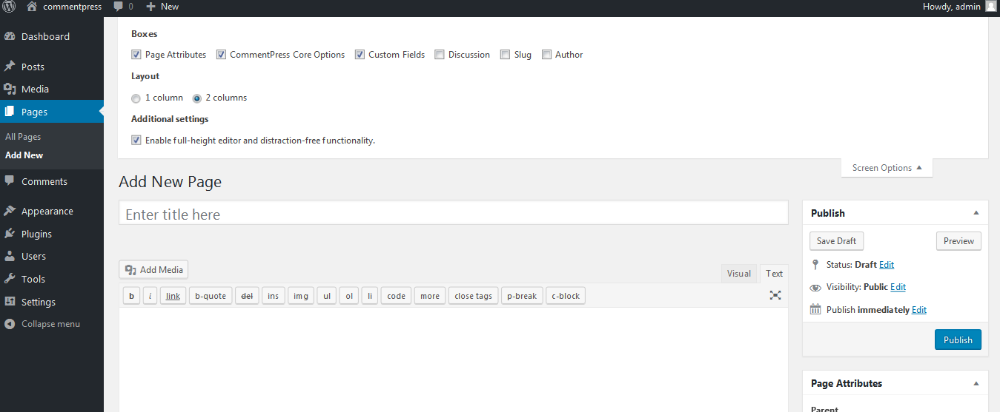 commentpress 0 New Howdy, admin
Dashboard
Posts
Media
Pages
All Pages
Add New
Comments
Appearance
Plugins
Users
Tools
Settings
Collapse menu
Boxes
Page Attributes CommentPress Core Options Custom Fields Discussion Slug Author
Layout
1 column 2 columns
Additional settings
Enable full-height editor and distraction-free functionality.
Screen Options
Add New Page
Enter title here
Add Media
Visual Text
b i link b-quote del ins img ul ol li code more close tags p-break c-block
Publish
Save Draft Preview
Status: Draft Edit
Visibility: Public Edit
Publish immediately Edit
Publish
Page Attributes
Parent